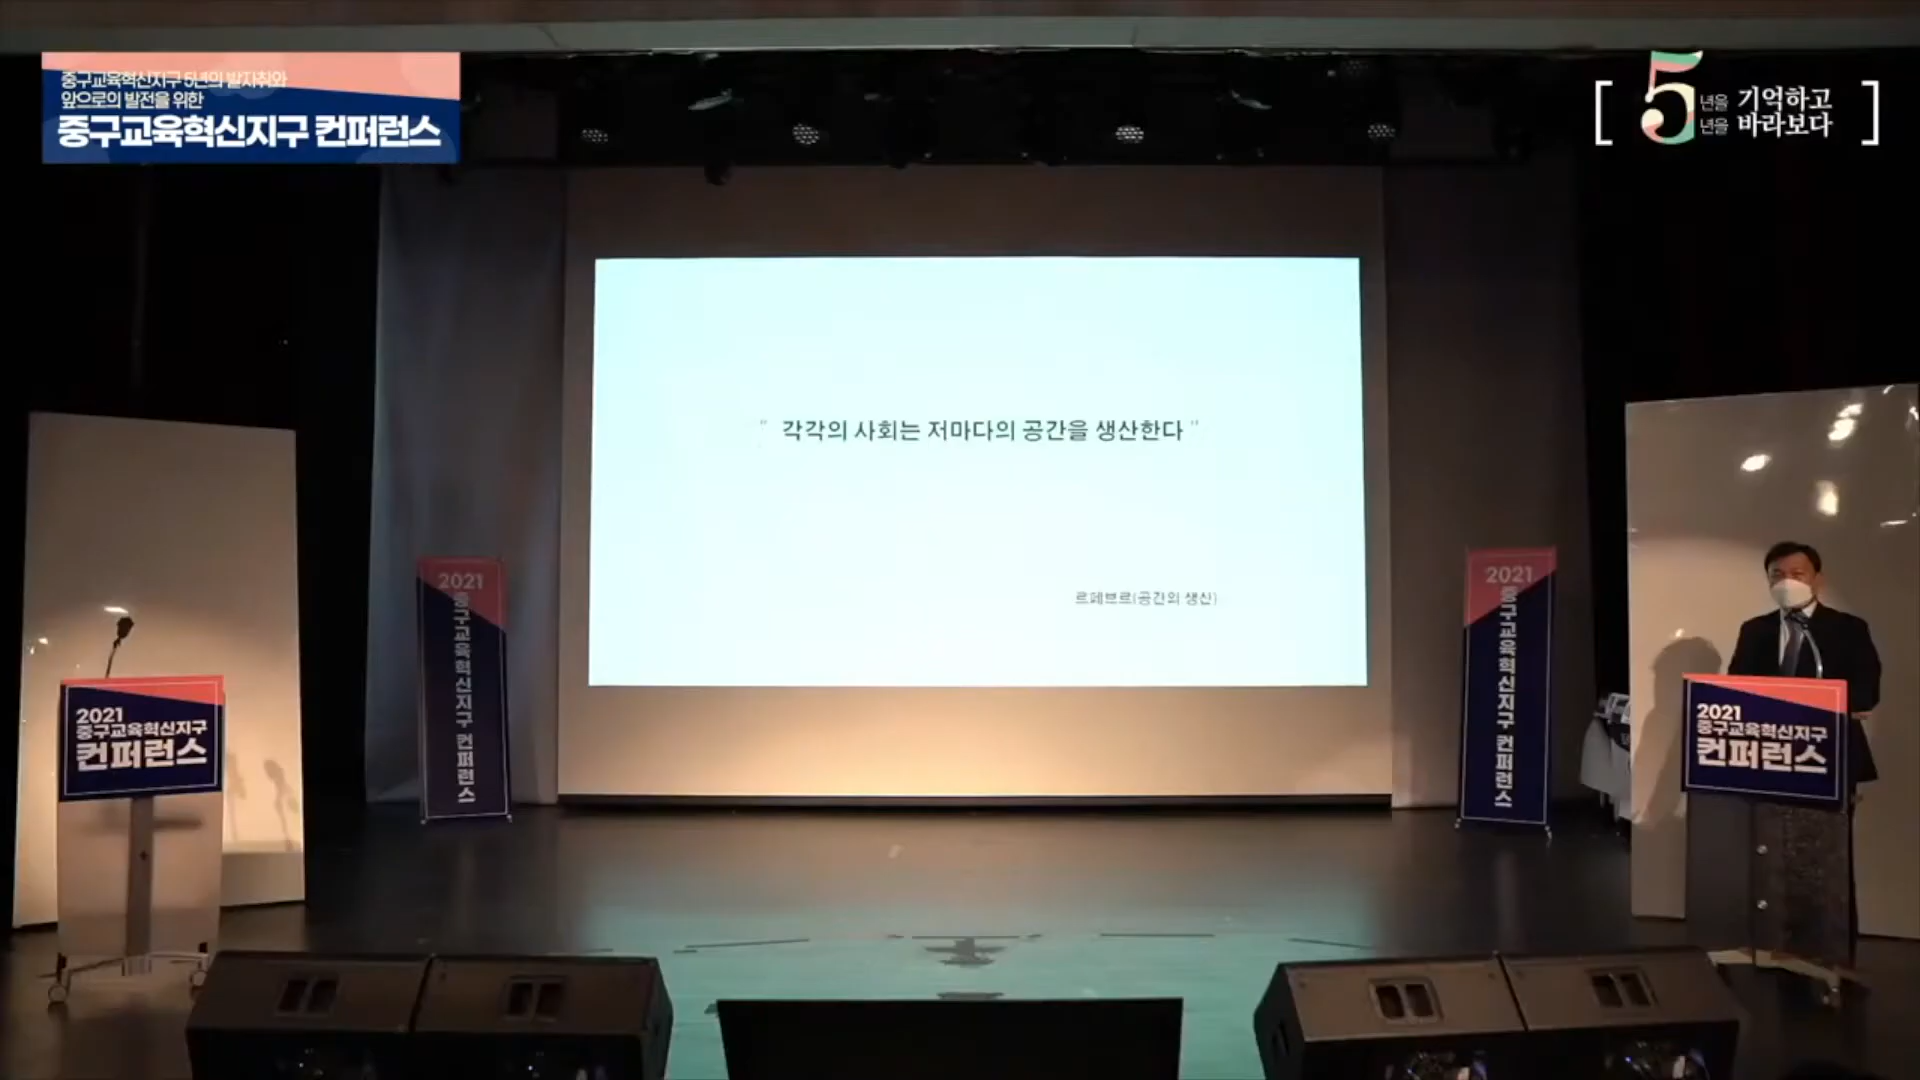 중구교육혁신지구 5년의 발자취와
앞으로의 발전을 위한
중구교육혁신지구 컨퍼런스
[ 5 년을 기억하고
년을 바라보다 ]
" 각각의 사회는 저마다의 공간을 생산한다 "
르페브르(공간의 생산)
2021
중구교육혁신지구 컨퍼런스
2021
중구교육혁신지구 컨퍼런스
2021
중구교육혁신지구
컨퍼런스
2021
중구교육혁신지구
컨퍼런스